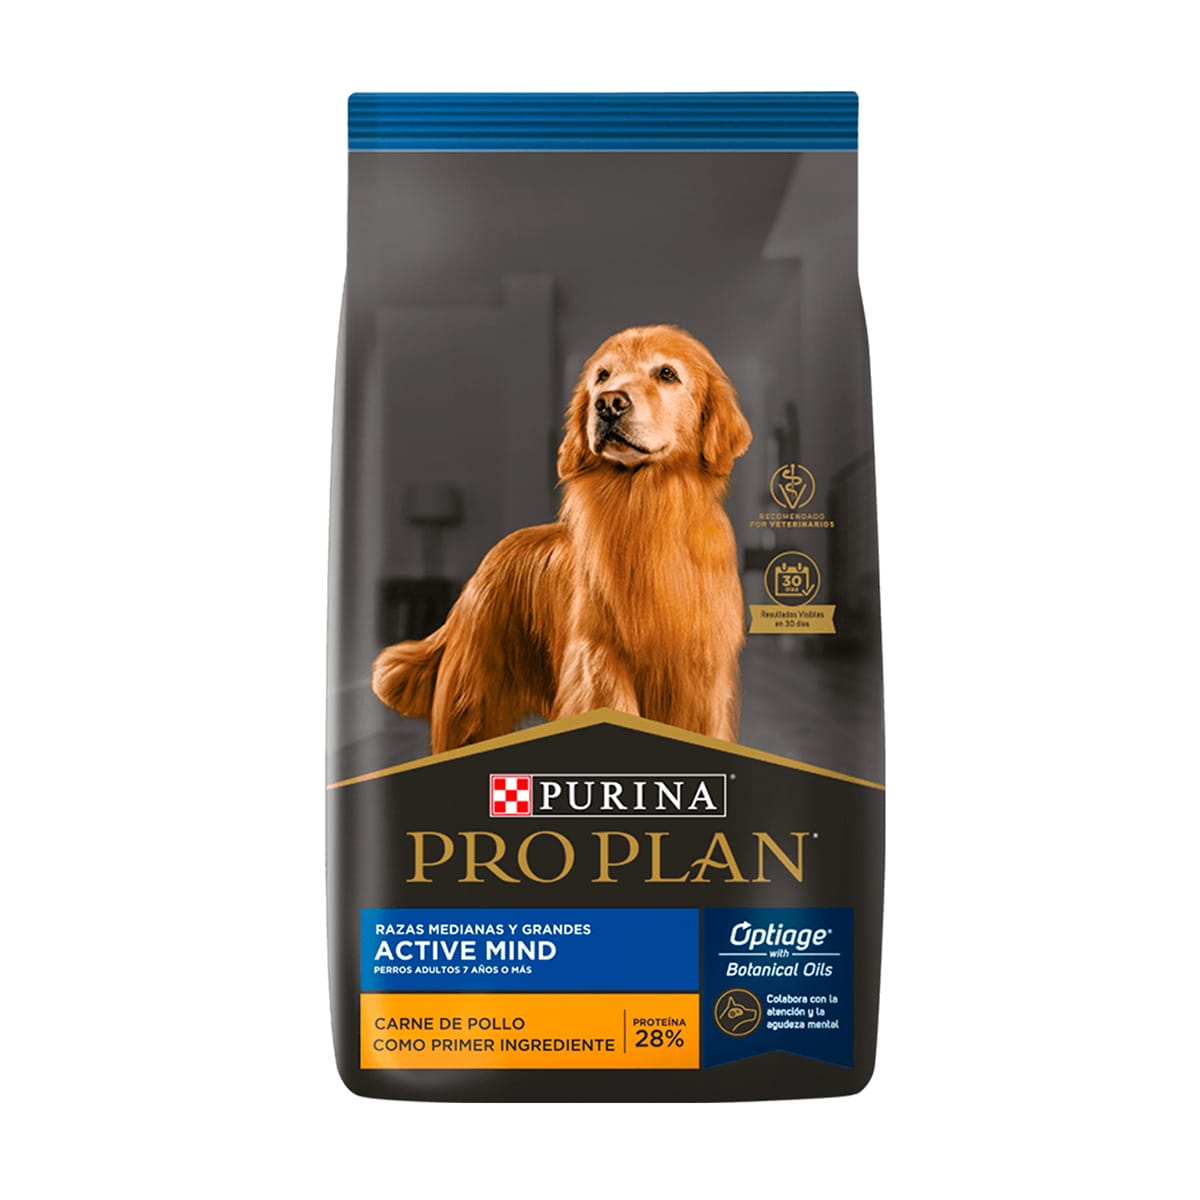 RECOMENDADO
POR VETERINARIOS
30
DÍAS
Resultados Visibles
en 30 días
PURINA®
PRO PLAN®
RAZAS MEDIANAS Y GRANDES
ACTIVE MIND
PERROS ADULTOS 7 AÑOS O MÁS
CARNE DE POLLO
COMO PRIMER INGREDIENTE
PROTEÍNA
28%
Optiage®
with
Botanical Oils
Colabora con la
atención y la
agudeza mental